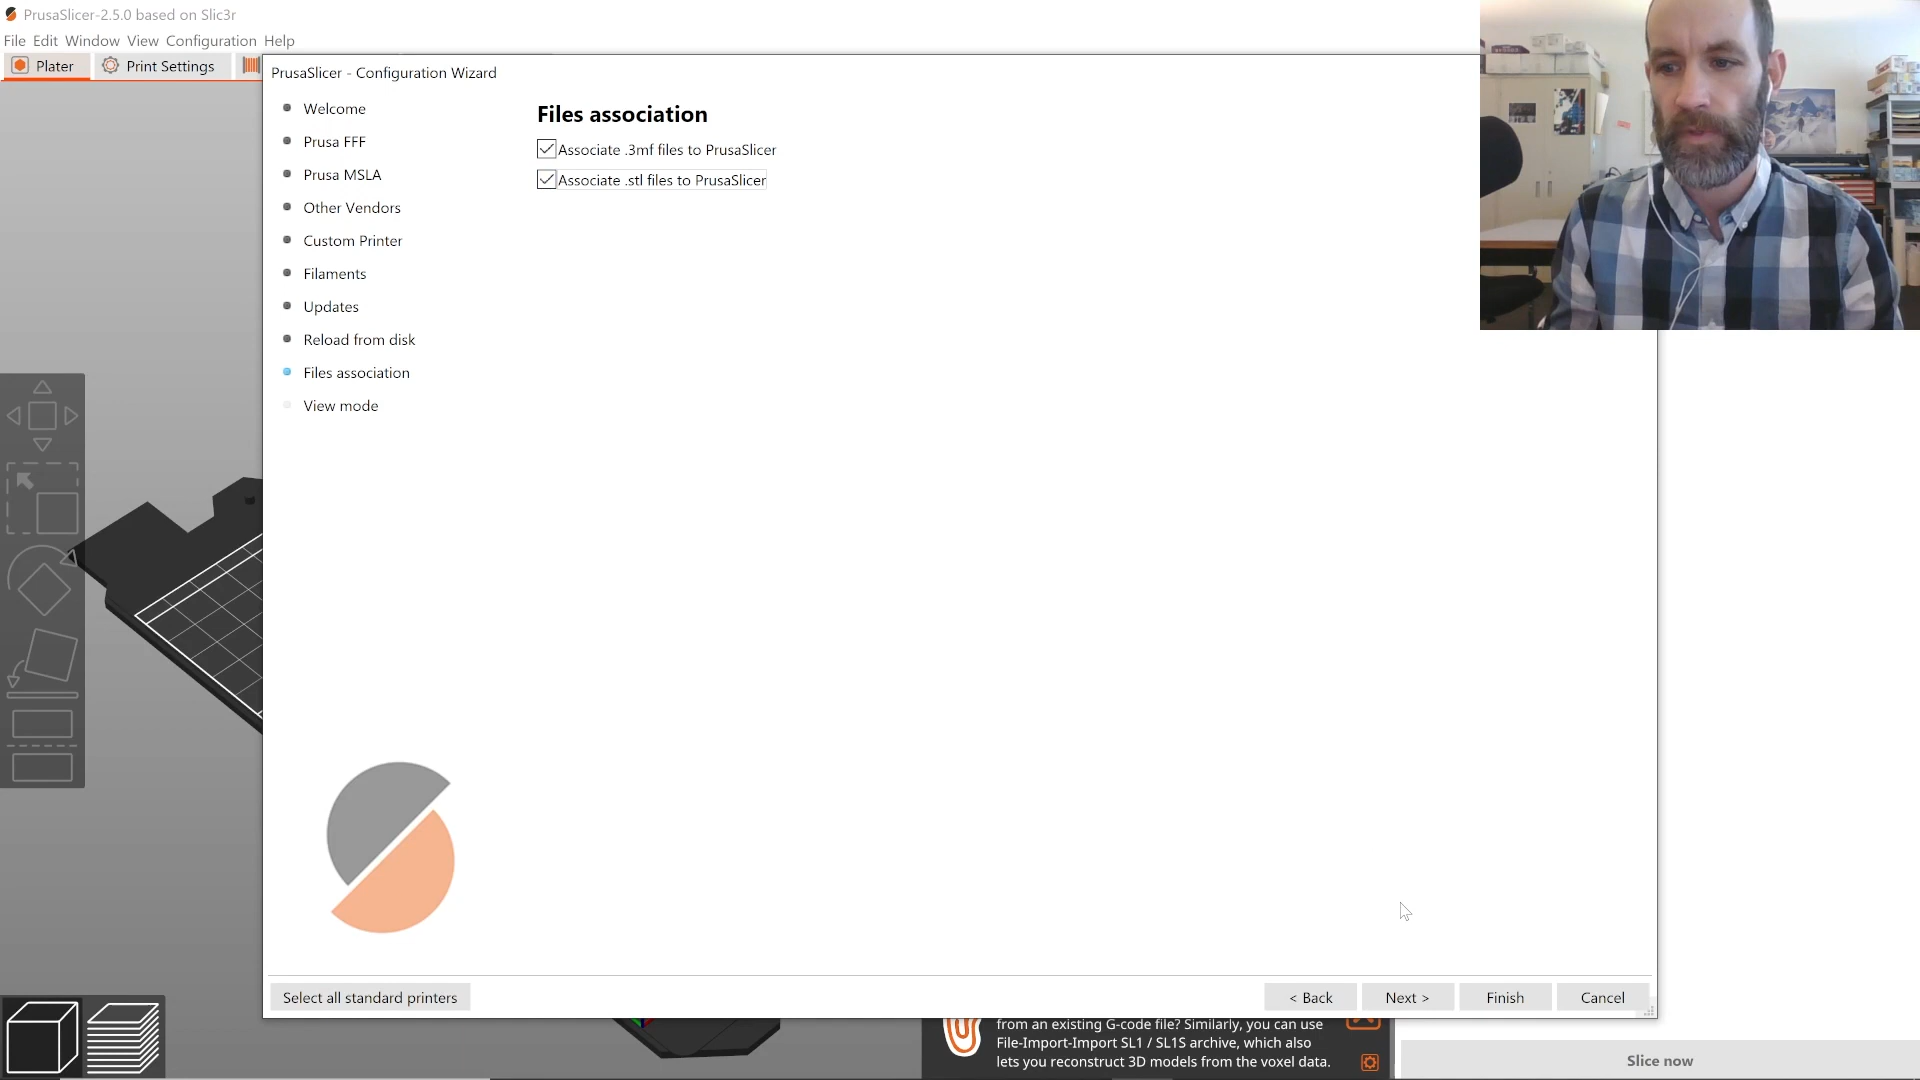 PrusaSlicer-2.5.0 based on Slic3r
File Edit Window View Configuration Help
Plater
Print Settings
PrusaSlicer - Configuration Wizard
Welcome
Prusa FFF
Prusa MSLA
Other Vendors
Custom Printer
Filaments
Updates
Reload from disk
Files association
View mode
Files association
Associate .3mf files to PrusaSlicer
Associate .stl files to PrusaSlicer
Select all standard printers
< Back
Next >
Finish
Cancel
from an existing G-code file? Similarly, you can use
File-Import-Import SL1 / SL1S archive, which also
lets you reconstruct 3D models from the voxel data.
Slice now